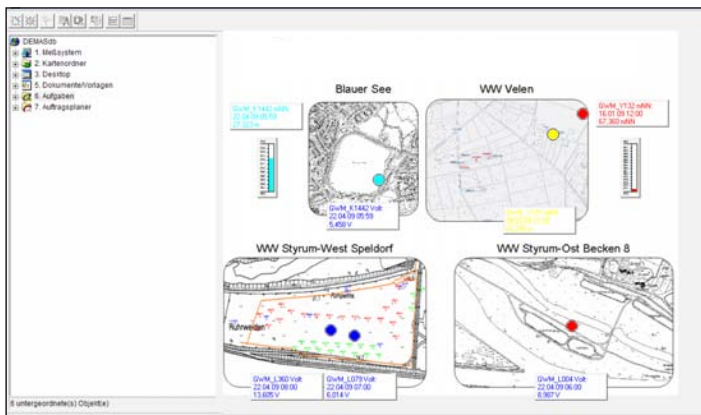 DEMASdb
1. Meßsystem
2. Kartenordner
3. Desktop
5. Dokumente/Vorlagen
6. Aufgaben
7. Auftragsplaner
6 untergeordnete(s) Objekt(e)
Blauer See
WW Velen
GWM_K1442 mNN
22.04.09 05:59
GWM_Y132 mNN
16.01.09 12:00
67,360 mNN
GWM_K1442 Volt
22.04.09 05:59
5,458 V
WW Styrum-West Speldorf
WW Styrum-Ost Becken 8
Ruhrweiden
GWM_L360 Volt
22.04.09 08:00
13,605 V
GWM_L079 Volt
22.04.09 07:00
6,014 V
GWM_L004 Volt
22.04.09 06:00
8,987 V